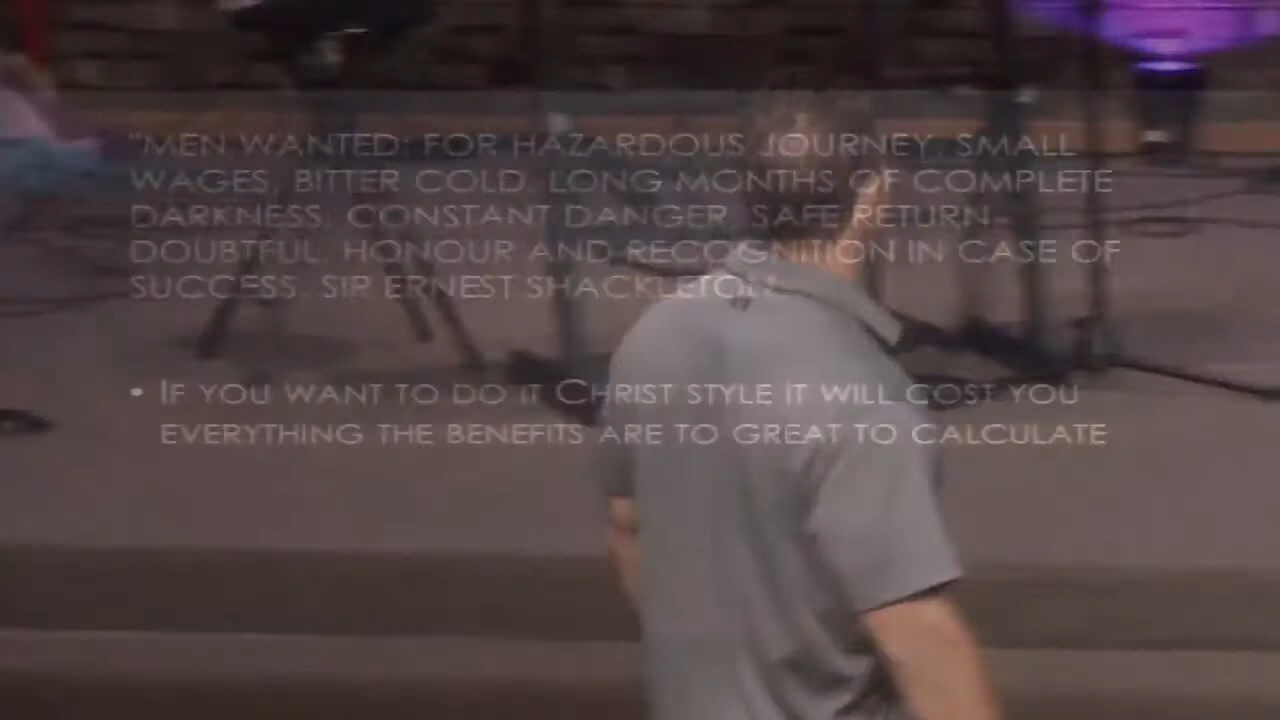 "MEN WANTED: FOR HAZARDOUS JOURNEY. SMALL
WAGES, BITTER COLD, LONG MONTHS OF COMPLETE
DARKNESS, CONSTANT DANGER, SAFE RETURN-
DOUBTFUL. HONOUR AND RECOGNITION IN CASE OF
SUCCESS. SIR ERNEST SHACKLETON.
• IF YOU WANT TO DO IT CHRIST STYLE IT WILL COST YOU
EVERYTHING THE BENEFITS ARE TO GREAT TO CALCULATE